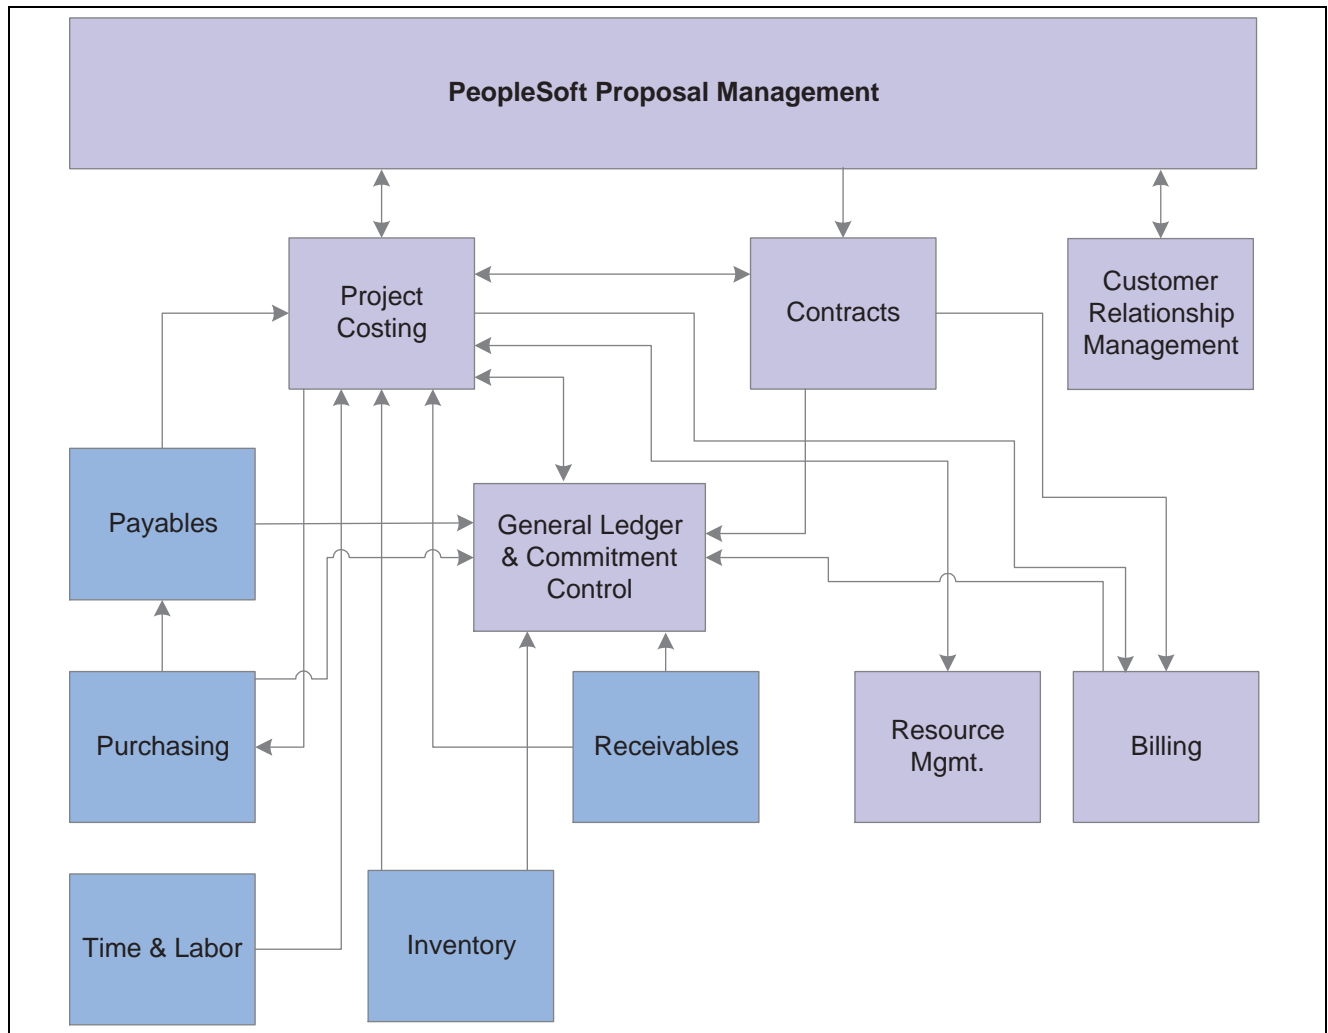 PeopleSoft Proposal Management
Project
Costing
Contracts
Customer
Relationship
Management
Payables
General Ledger
& Commitment
Control
Purchasing
Receivables
Resource
Mgmt.
Billing
Time & Labor
Inventory